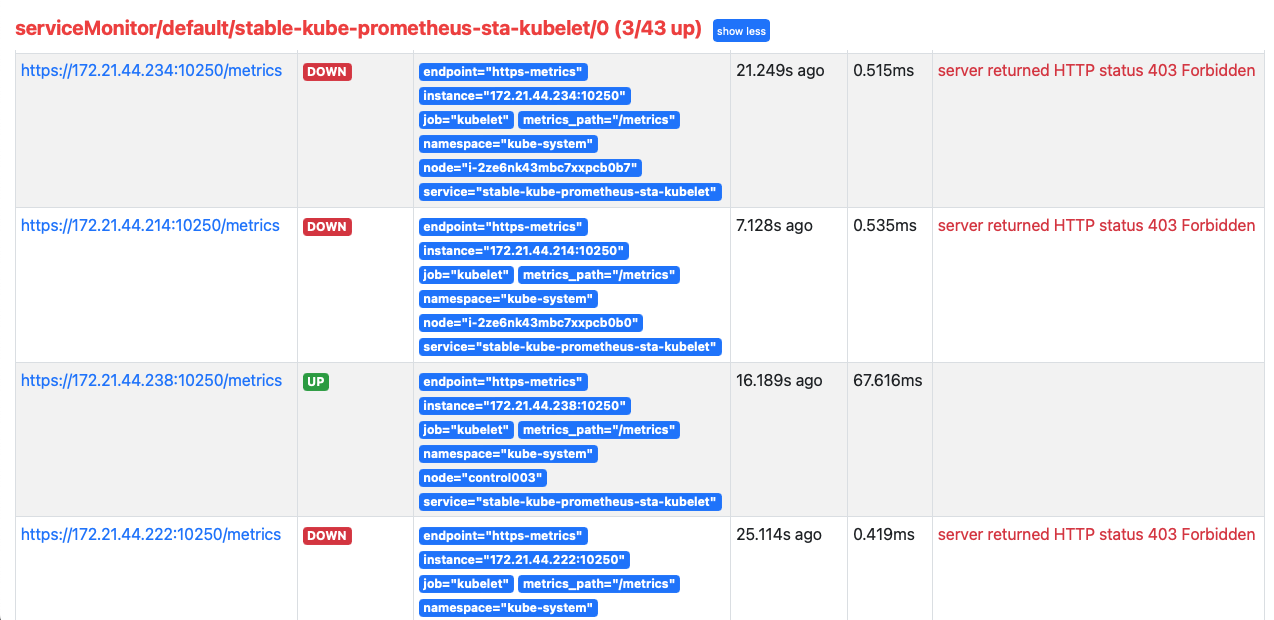 serviceMonitor/default/stable-kube-prometheus-sta-kubelet/0 (3/43 up) show less
https://172.21.44.234:10250/metrics DOWN endpoint="https-metrics" 21.249s ago 0.515ms server returned HTTP status 403 Forbidden
instance="172.21.44.234:10250"
job="kubelet" metrics_path="/metrics"
namespace="kube-system"
node="i-2ze6nk43mbc7xxpcb0b7"
service="stable-kube-prometheus-sta-kubelet"
https://172.21.44.214:10250/metrics DOWN endpoint="https-metrics" 7.128s ago 0.535ms server returned HTTP status 403 Forbidden
instance="172.21.44.214:10250"
job="kubelet" metrics_path="/metrics"
namespace="kube-system"
node="i-2ze6nk43mbc7xxpcb0b0"
service="stable-kube-prometheus-sta-kubelet"
https://172.21.44.238:10250/metrics UP endpoint="https-metrics" 16.189s ago 67.616ms
instance="172.21.44.238:10250"
job="kubelet" metrics_path="/metrics"
namespace="kube-system"
node="control003"
service="stable-kube-prometheus-sta-kubelet"
https://172.21.44.222:10250/metrics DOWN endpoint="https-metrics" 25.114s ago 0.419ms server returned HTTP status 403 Forbidden
instance="172.21.44.222:10250"
job="kubelet" metrics_path="/metrics"
namespace="kube-system"